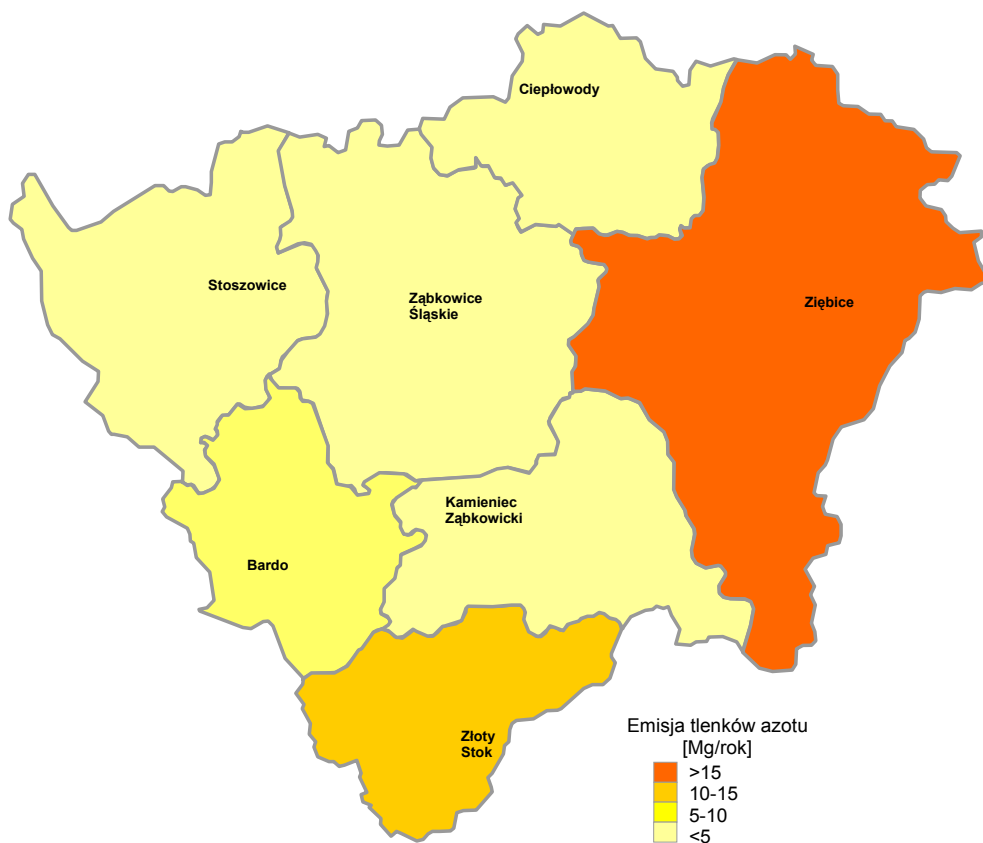 Ciepłowody
Stoszowice
Ząbkowice
Śląskie
Ziębice
Kamieniec
Ząbkowicki
Bardo
Złoty
Stok
Emisja tlenków azotu
[Mg/rok]
>15
10-15
5-10
<5